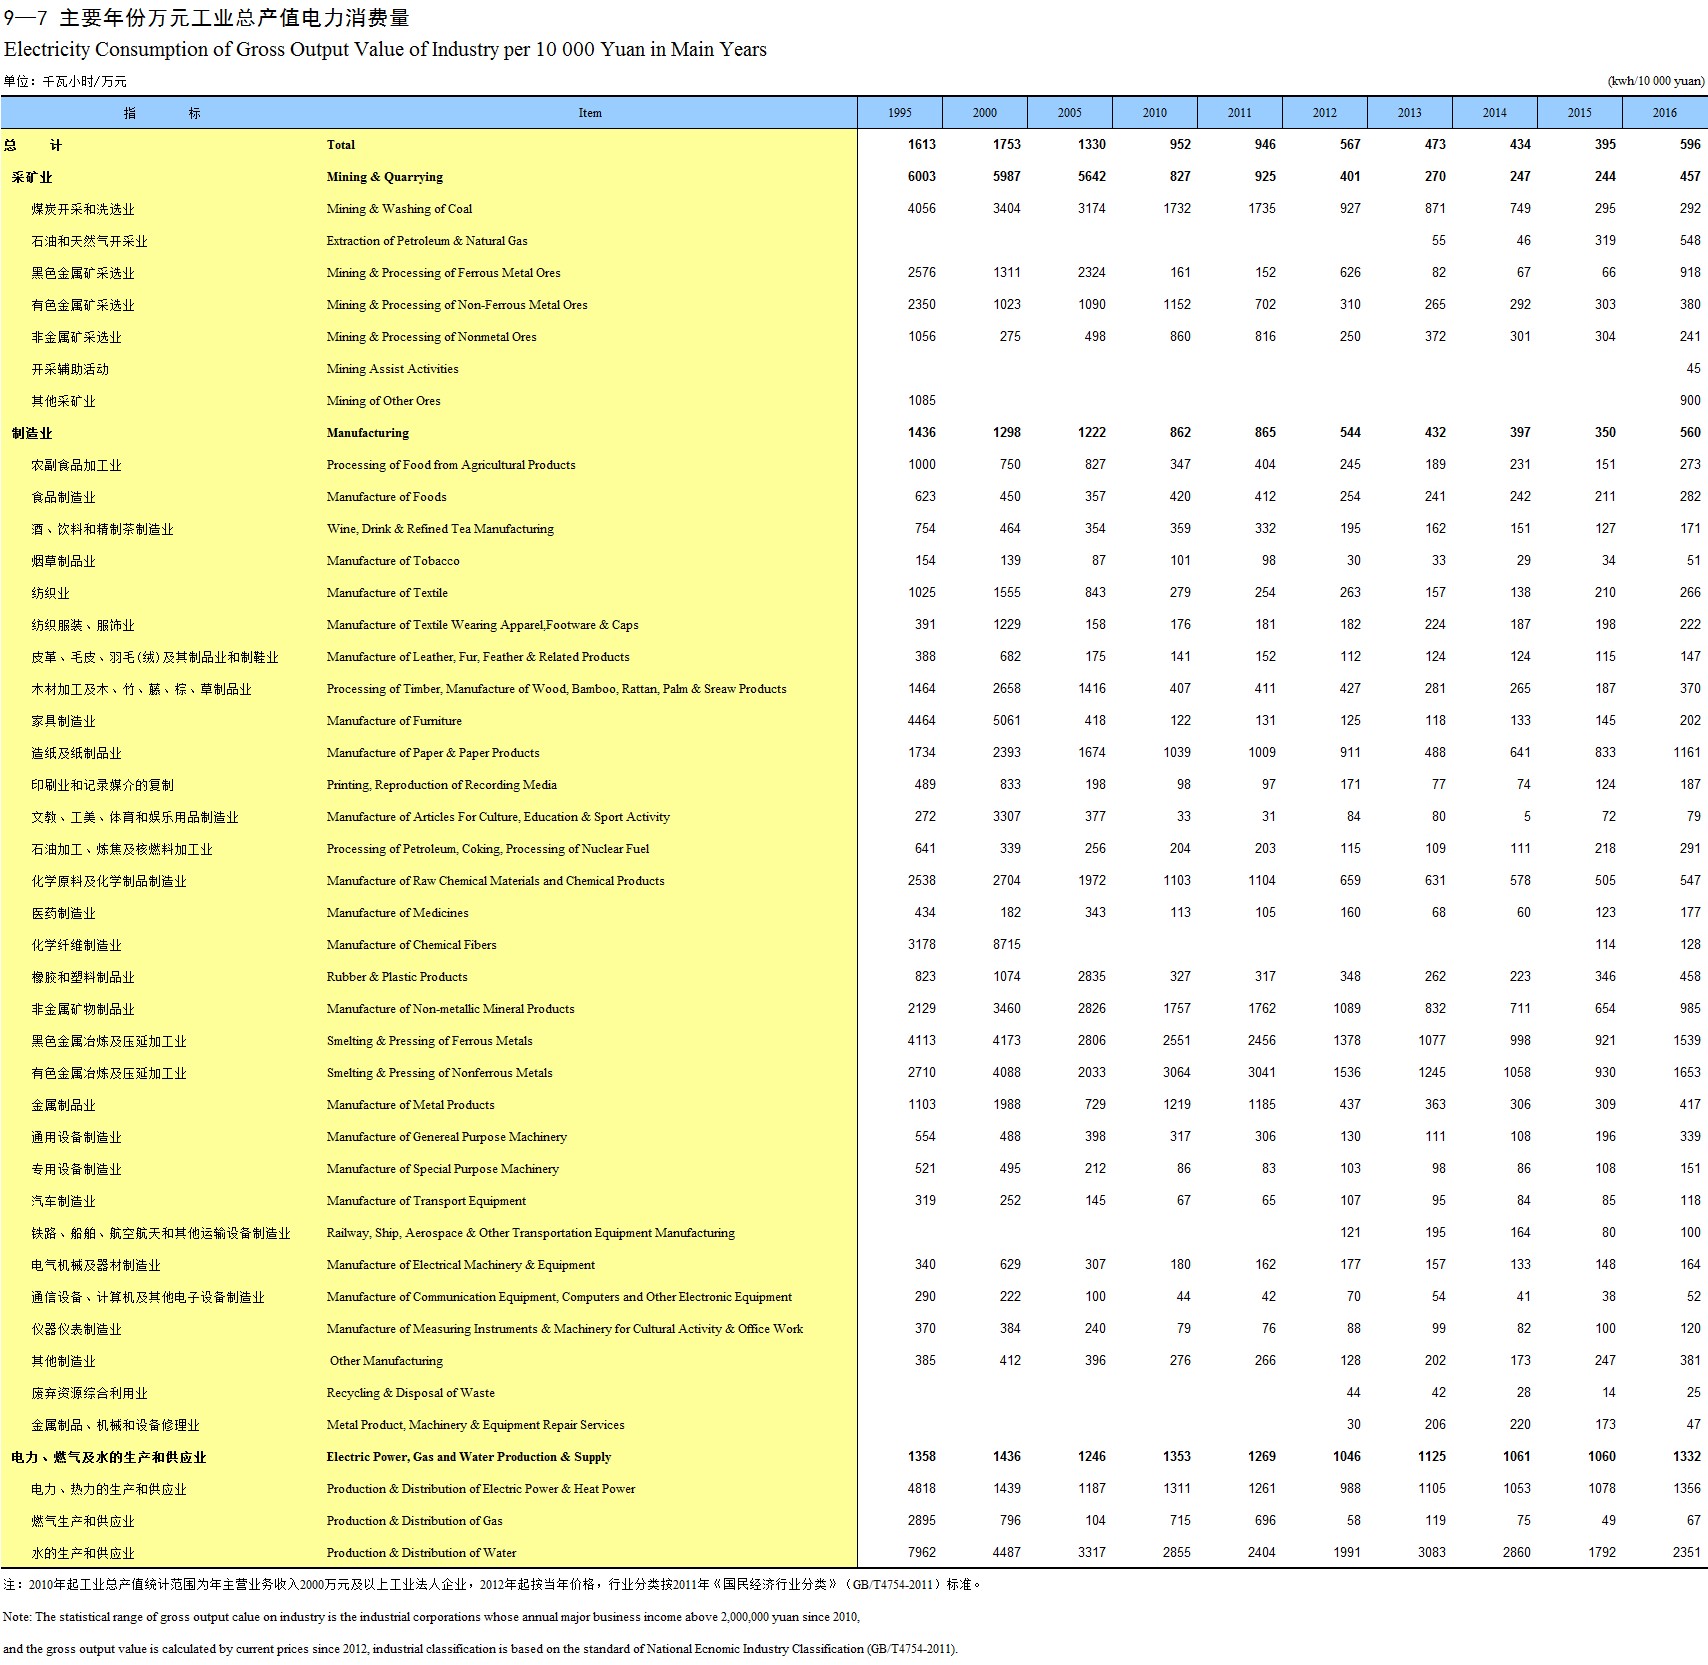 9—7 主要年份万元工业总产值电力消费量
Electricity Consumption of Gross Output Value of Industry per 10 000 Yuan in Main Years
单位：千瓦小时/万元 (kwh/10 000 yuan)
指 标 Item 1995 2000 2005 2010 2011 2012 2013 2014 2015 2016
总 计 Total 1613 1753 1330 952 946 567 473 434 395 596
采矿业 Mining & Quarrying 6003 5987 5642 827 925 401 270 247 244 457
煤炭开采和洗选业 Mining & Washing of Coal 4056 3404 3174 1732 1735 927 871 749 295 292
石油和天然气开采业 Extraction of Petroleum & Natural Gas 55 46 319 548
黑色金属矿采选业 Mining & Processing of Ferrous Metal Ores 2576 1311 2324 161 152 626 82 67 66 918
有色金属矿采选业 Mining & Processing of Non-Ferrous Metal Ores 2350 1023 1090 1152 702 310 265 292 303 380
非金属矿采选业 Mining & Processing of Nonmetal Ores 1056 275 498 860 816 250 372 301 304 241
开采辅助活动 Mining Assist Activities 45
其他采矿业 Mining of Other Ores 1085 900
制造业 Manufacturing 1436 1298 1222 862 865 544 432 397 350 560
农副食品加工业 Processing of Food from Agricultural Products 1000 750 827 347 404 245 189 231 151 273
食品制造业 Manufacture of Foods 623 450 357 420 412 254 241 242 211 282
酒、饮料和精制茶制造业 Wine, Drink & Refined Tea Manufacturing 754 464 354 359 332 195 162 151 127 171
烟草制品业 Manufacture of Tobacco 154 139 87 101 98 30 33 29 34 51
纺织业 Manufacture of Textile 1025 1555 843 279 254 263 157 138 210 266
纺织服装、服饰业 Manufacture of Textile Wearing Apparel,Footware & Caps 391 1229 158 176 181 182 224 187 198 222
皮革、毛皮、羽毛(绒)及其制品业和制鞋业 Manufacture of Leather, Fur, Feather & Related Products 388 682 175 141 152 112 124 124 115 147
木材加工及木、竹、藤、棕、草制品业 Processing of Timber, Manufacture of Wood, Bamboo, Rattan, Palm & Sreaw Products 1464 2658 1416 407 411 427 281 265 187 370
家具制造业 Manufacture of Furniture 4464 5061 418 122 131 125 118 133 145 202
造纸及纸制品业 Manufacture of Paper & Paper Products 1734 2393 1674 1039 1009 911 488 641 833 1161
印刷业和记录媒介的复制 Printing, Reproduction of Recording Media 489 833 198 98 97 171 77 74 124 187
文教、工美、体育和娱乐用品制造业 Manufacture of Articles For Culture, Education & Sport Activity 272 3307 377 33 31 84 80 5 72 79
石油加工、炼焦及核燃料加工业 Processing of Petroleum, Coking, Processing of Nuclear Fuel 641 339 256 204 203 115 109 111 218 291
化学原料及化学制品制造业 Manufacture of Raw Chemical Materials and Chemical Products 2538 2704 1972 1103 1104 659 631 578 505 547
医药制造业 Manufacture of Medicines 434 182 343 113 105 160 68 60 123 177
化学纤维制造业 Manufacture of Chemical Fibers 3178 8715 114 128
橡胶和塑料制品业 Rubber & Plastic Products 823 1074 2835 327 317 348 262 223 346 458
非金属矿物制品业 Manufacture of Non-metallic Mineral Products 2129 3460 2826 1757 1762 1089 832 711 654 985
黑色金属冶炼及压延加工业 Smelting & Pressing of Ferrous Metals 4113 4173 2806 2551 2456 1378 1077 998 921 1539
有色金属冶炼及压延加工业 Smelting & Pressing of Nonferrous Metals 2710 4088 2033 3064 3041 1536 1245 1058 930 1653
金属制品业 Manufacture of Metal Products 1103 1988 729 1219 1185 437 363 306 309 417
通用设备制造业 Manufacture of Genereal Purpose Machinery 554 488 398 317 306 130 111 108 196 339
专用设备制造业 Manufacture of Special Purpose Machinery 521 495 212 86 83 103 98 86 108 151
汽车制造业 Manufacture of Transport Equipment 319 252 145 67 65 107 95 84 85 118
铁路、船舶、航空航天和其他运输设备制造业 Railway, Ship, Aerospace & Other Transportation Equipment Manufacturing 121 195 164 80 100
电气机械及器材制造业 Manufacture of Electrical Machinery & Equipment 340 629 307 180 162 177 157 133 148 164
通信设备、计算机及其他电子设备制造业 Manufacture of Communication Equipment, Computers and Other Electronic Equipment 290 222 100 44 42 70 54 41 38 52
仪器仪表制造业 Manufacture of Measuring Instruments & Machinery for Cultural Activity & Office Work 370 384 240 79 76 88 99 82 100 120
其他制造业 Other Manufacturing 385 412 396 276 266 128 202 173 247 381
废弃资源综合利用业 Recycling & Disposal of Waste 44 42 28 14 25
金属制品、机械和设备修理业 Metal Product, Machinery & Equipment Repair Services 30 206 220 173 47
电力、燃气及水的生产和供应业 Electric Power, Gas and Water Production & Supply 1358 1436 1246 1353 1269 1046 1125 1061 1060 1332
电力、热力的生产和供应业 Production & Distribution of Electric Power & Heat Power 4818 1439 1187 1311 1261 988 1105 1053 1078 1356
燃气生产和供应业 Production & Distribution of Gas 2895 796 104 715 696 58 119 75 49 67
水的生产和供应业 Production & Distribution of Water 7962 4487 3317 2855 2404 1991 3083 2860 1792 2351
注：2010年起工业总产值统计范围为年主营业务收入2000万元及以上工业法人企业，2012年起按当年价格，行业分类按2011年《国民经济行业分类》（GB/T4754-2011）标准。
Note: The statistical range of gross output calue on industry is the industrial corporations whose annual major business income above 2,000,000 yuan since 2010,
and the gross output value is calculated by current prices since 2012, industrial classification is based on the standard of National Ecnomic Industry Classification (GB/T4754-2011).